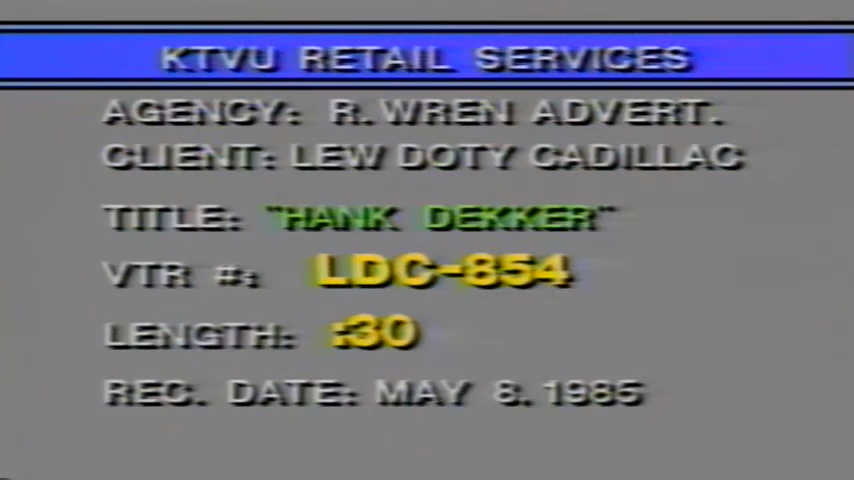 KTVU RETAIL SERVICES
AGENCY: R. WREN ADVERT.
CLIENT: LEW DOTY CADILLAC
TITLE: "HANK DEKKER"
VTR #: LDC-854
LENGTH: :30
REC. DATE: MAY 8. 1985